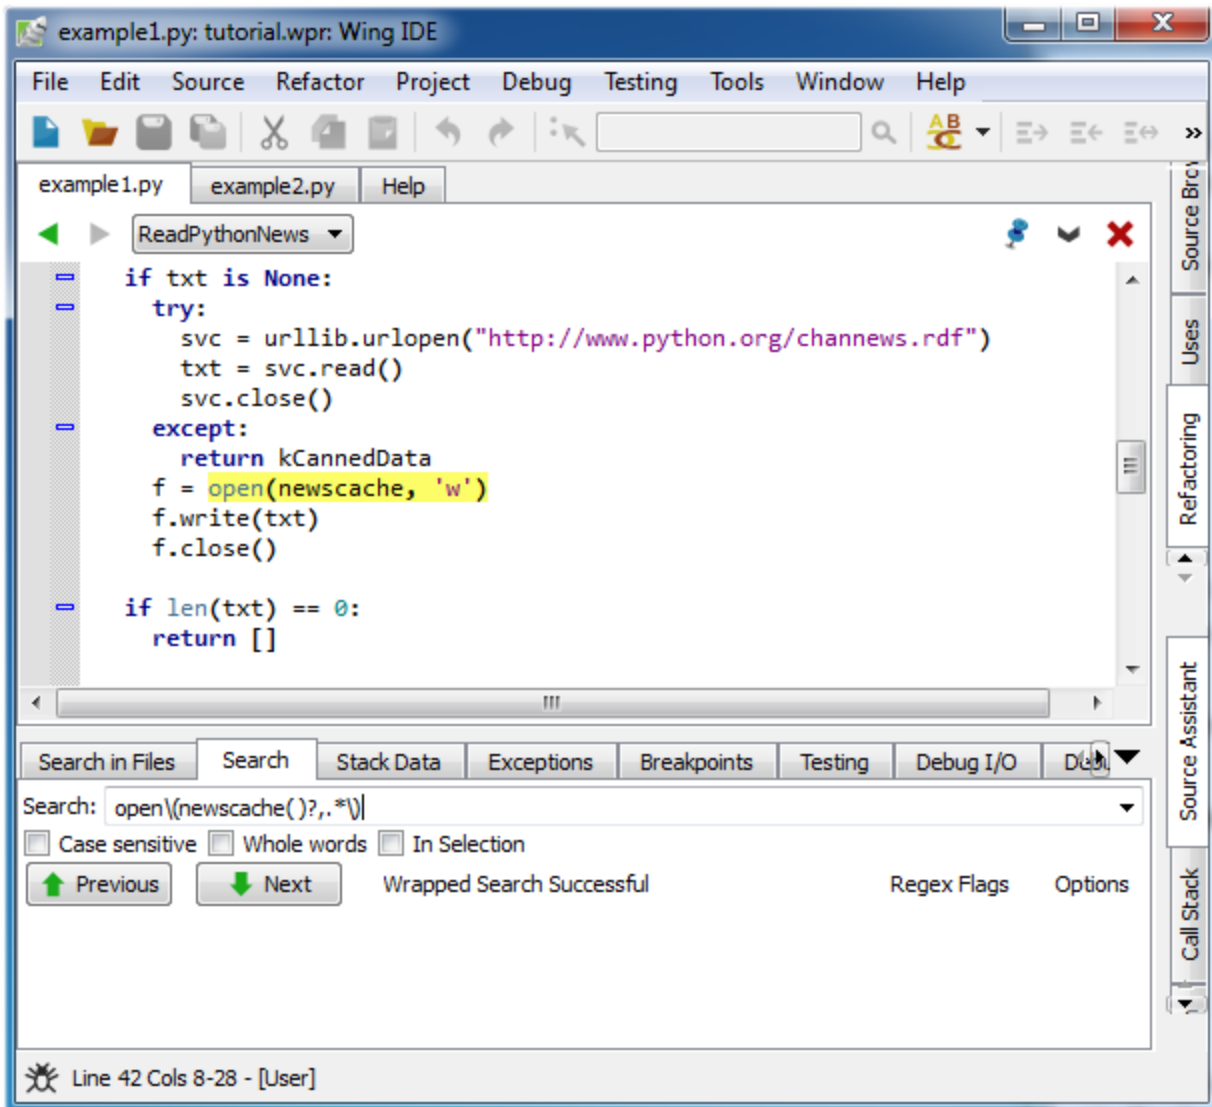 example1.py: tutorial.wpr: Wing IDE
File Edit Source Refactor Project Debug Testing Tools Window Help
AB
example1.py example2.py Help
ReadPythonNews
if txt is None:
try:
svc = urllib.urlopen("http://www.python.org/channews.rdf")
txt = svc.read()
svc.close()
except:
return kCannedData
f = open(newscache, 'w')
f.write(txt)
f.close()
if len(txt) == 0:
return []
Source Brow
Uses
Refactoring
Source Assistant
Call Stack
Search in Files Search Stack Data Exceptions Breakpoints Testing Debug I/O
Search: open\(newscache()?,.*\)
Case sensitive Whole words In Selection
Previous Next Wrapped Search Successful Regex Flags Options
Line 42 Cols 8-28 - [User]